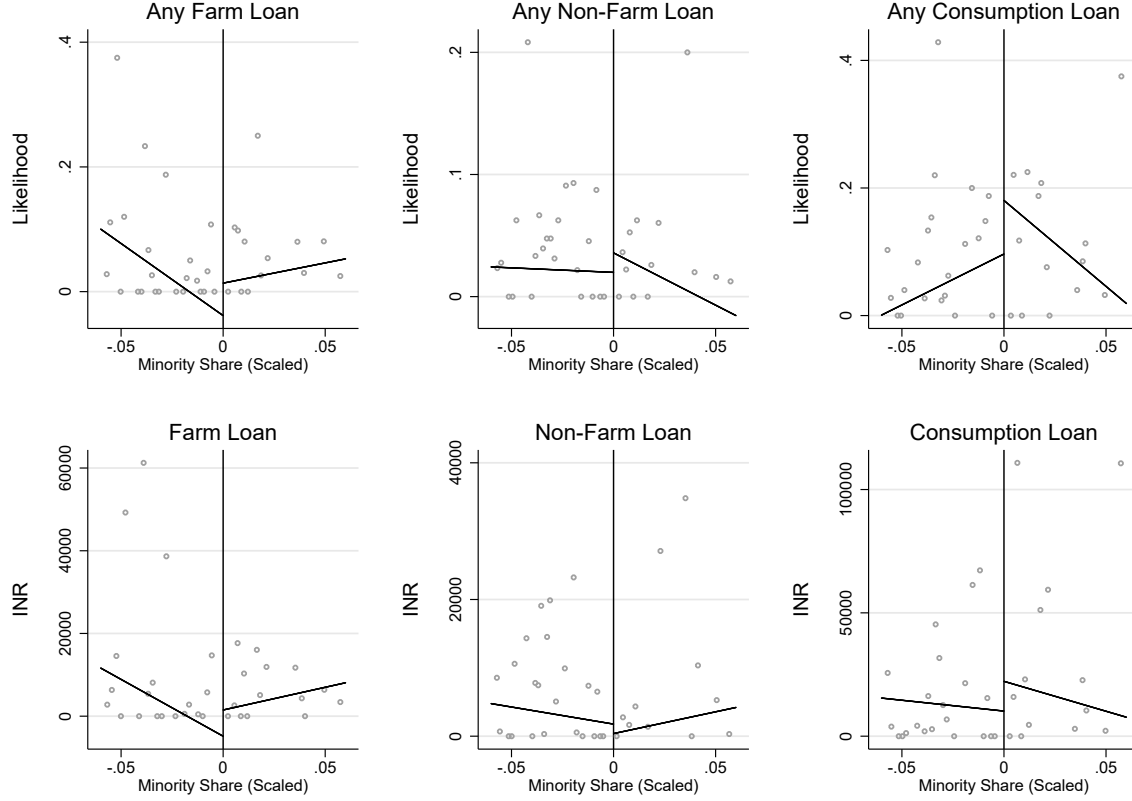 Any Farm Loan
Likelihood
.4
.2
0
-.05 0 .05
Minority Share (Scaled)
Any Non-Farm Loan
Likelihood
.2
.1
0
-.05 0 .05
Minority Share (Scaled)
Any Consumption Loan
Likelihood
.4
.2
0
-.05 0 .05
Minority Share (Scaled)
Farm Loan
INR
60000
40000
20000
0
-.05 0 .05
Minority Share (Scaled)
Non-Farm Loan
INR
40000
20000
0
-.05 0 .05
Minority Share (Scaled)
Consumption Loan
INR
100000
50000
0
-.05 0 .05
Minority Share (Scaled)